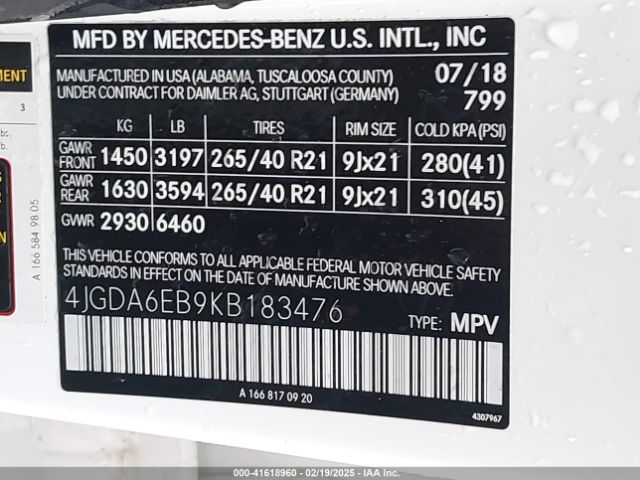 MFD BY MERCEDES-BENZ U.S. INTL., INC
MANUFACTURED IN USA (ALABAMA, TUSCALOOSA COUNTY) 07/18
UNDER CONTRACT FOR DAIMLER AG, STUTTGART (GERMANY) 799
KG LB TIRES RIM SIZE COLD KPA (PSI)
GAWR FRONT 1450 3197 265/40 R21 9Jx21 280(41)
GAWR REAR 1630 3594 265/40 R21 9Jx21 310(45)
GVWR 2930 6460
THIS VEHICLE CONFORMS TO ALL APPLICABLE FEDERAL MOTOR VEHICLE SAFETY
STANDARDS IN EFFECT ON THE DATE OF MANUFACTURE SHOWN ABOVE.
4JGDA6EB9KB183476
TYPE: MPV
A 166 817 09 20
4307967
MENT
3
lbs.
A 166 584 98 05
000-41618960 - 02/19/2025 - IAA Inc.